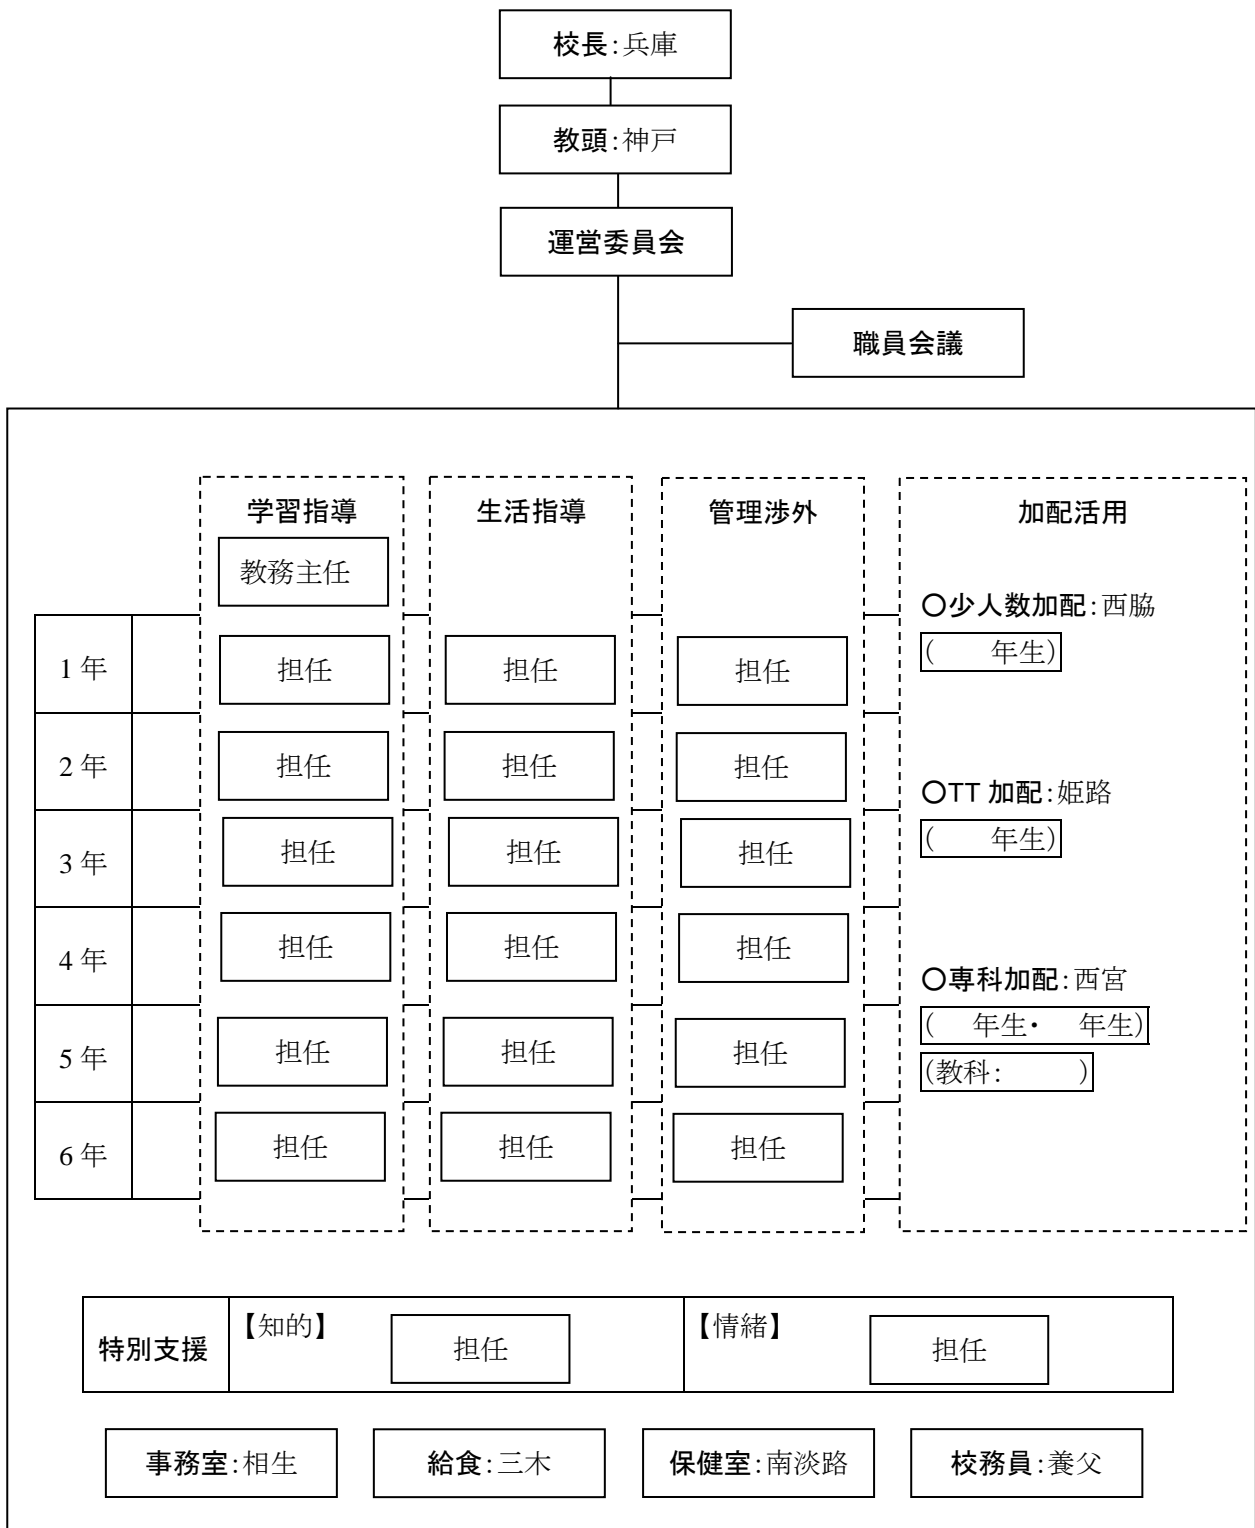 校長:兵庫
教頭:神戸
運営委員会
職員会議
学習指導 生活指導 管理渉外 加配活用
教務主任
○少人数加配:西脇
( 年生)
1年 担任 担任 担任
2年 担任 担任 担任
○TT 加配:姫路
( 年生)
3年 担任 担任 担任
4年 担任 担任 担任
○専科加配:西宮
( 年生・ 年生)
(教科: )
5年 担任 担任 担任
6年 担任 担任 担任
特別支援 【知的】 担任 【情緒】 担任
事務室:相生 給食:三木 保健室:南淡路 校務員:養父